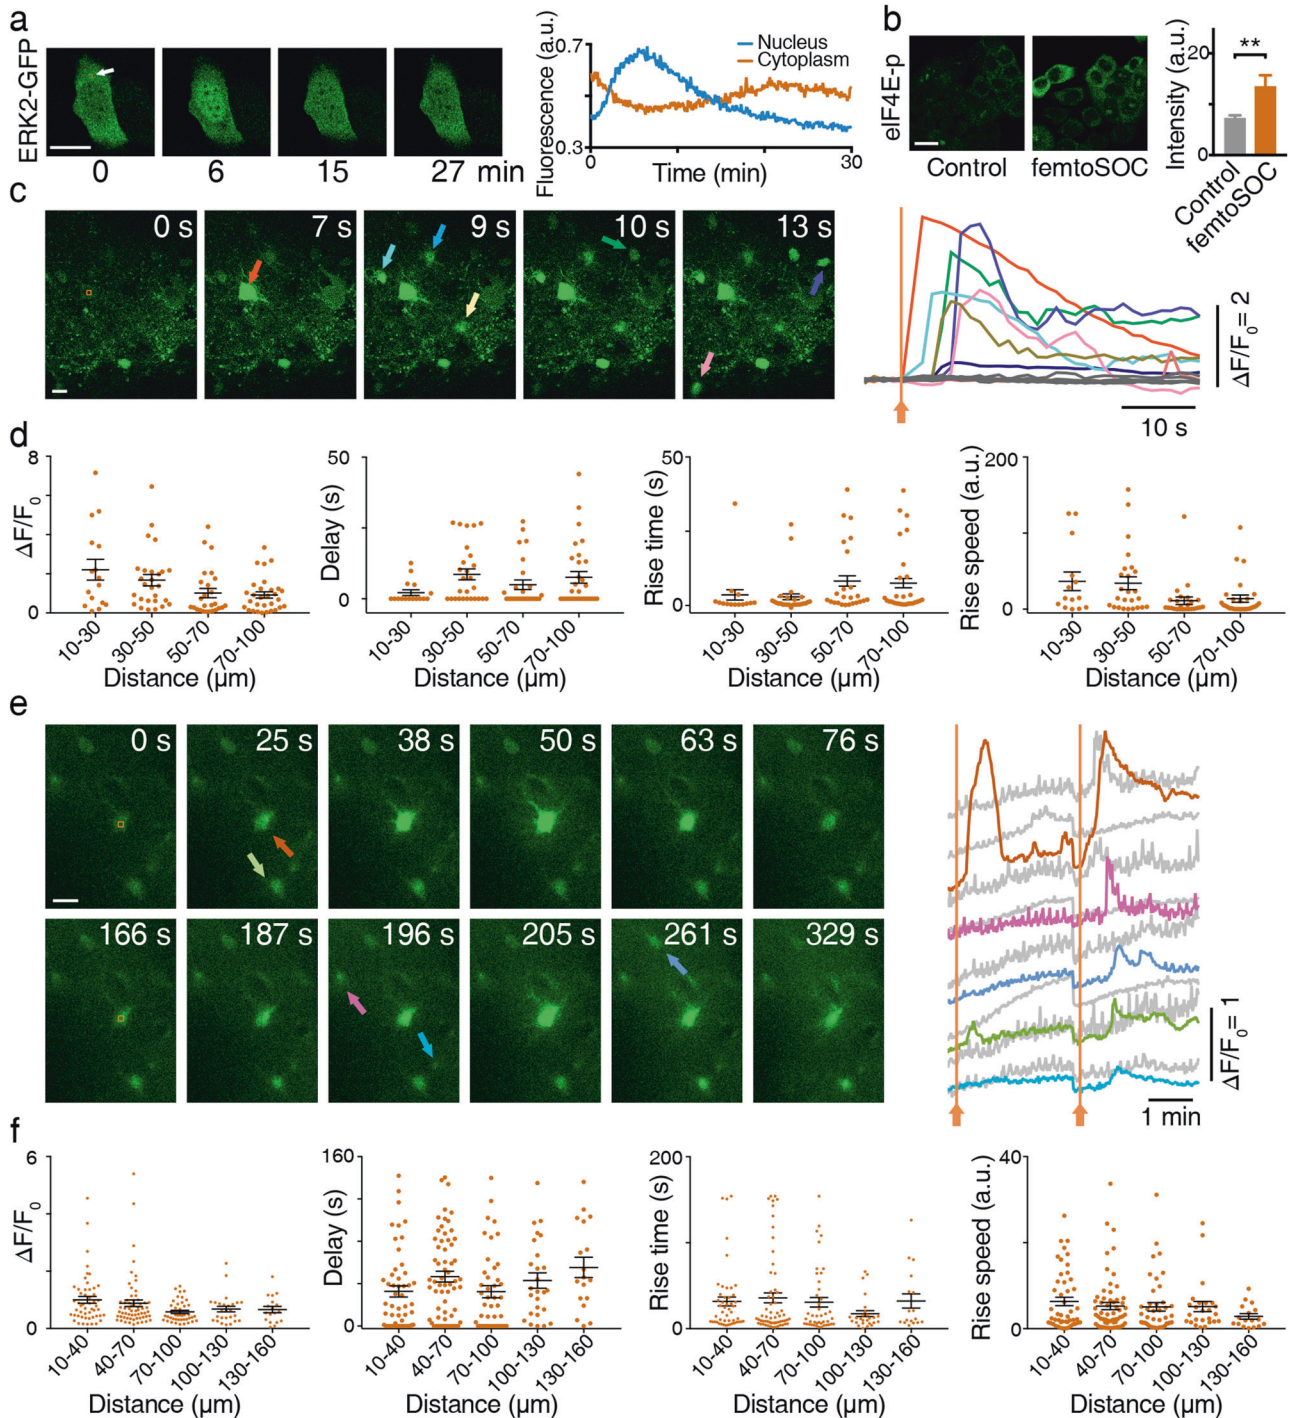 a
ERK2-GFP
0
6
15
27 min
Fluorescence (a.u.)
0.7
0.3
Nucleus
Cytoplasm
0
30
Time (min)
b
eIF4E-p
Control
femtoSOC
Intensity (a.u.)
20
0
**
Control
femtoSOC
c
0 s
7 s
9 s
10 s
13 s
ΔF/F0= 2
10 s
d
ΔF/F0
8
0
10-30
30-50
50-70
70-100
Distance (µm)
Delay (s)
50
0
10-30
30-50
50-70
70-100
Distance (µm)
Rise time (s)
50
0
10-30
30-50
50-70
70-100
Distance (µm)
Rise speed (a.u.)
200
0
10-30
30-50
50-70
70-100
Distance (µm)
e
0 s
25 s
38 s
50 s
63 s
76 s
166 s
187 s
196 s
205 s
261 s
329 s
ΔF/F0= 1
1 min
f
ΔF/F0
6
0
10-40
40-70
70-100
100-130
130-160
Distance (µm)
Delay (s)
160
0
10-40
40-70
70-100
100-130
130-160
Distance (µm)
Rise time (s)
200
0
10-40
40-70
70-100
100-130
130-160
Distance (µm)
Rise speed (a.u.)
40
0
10-40
40-70
70-100
100-130
130-160
Distance (µm)